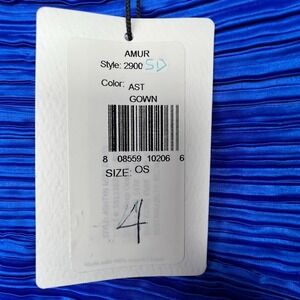 AMUR
Style: 2900 SD
Color: AST
GOWN
8 08559 10206 6
SIZE: OS
4